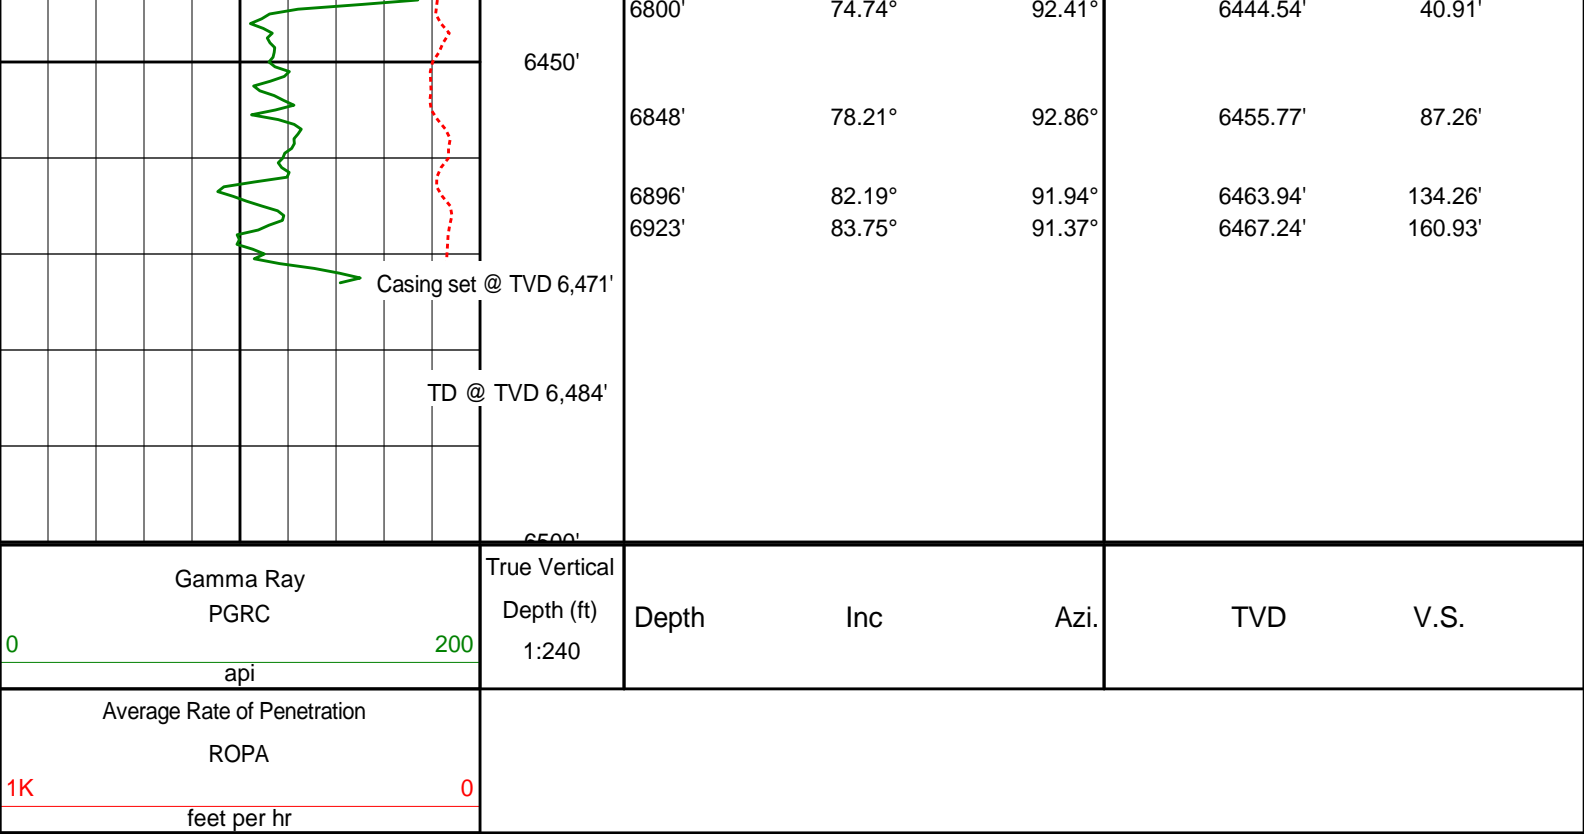 6800' 74.74° 92.41° 6444.54' 40.91'
6450'
6848' 78.21° 92.86° 6455.77' 87.26'
6896' 82.19° 91.94° 6463.94' 134.26'
6923' 83.75° 91.37° 6467.24' 160.93'
Casing set @ TVD 6,471'
TD @ TVD 6,484'
6500'
Gamma Ray
PGRC
0 200
api
True Vertical
Depth (ft)
1:240
Depth Inc Azi. TVD V.S.
Average Rate of Penetration
ROPA
1K 0
feet per hr